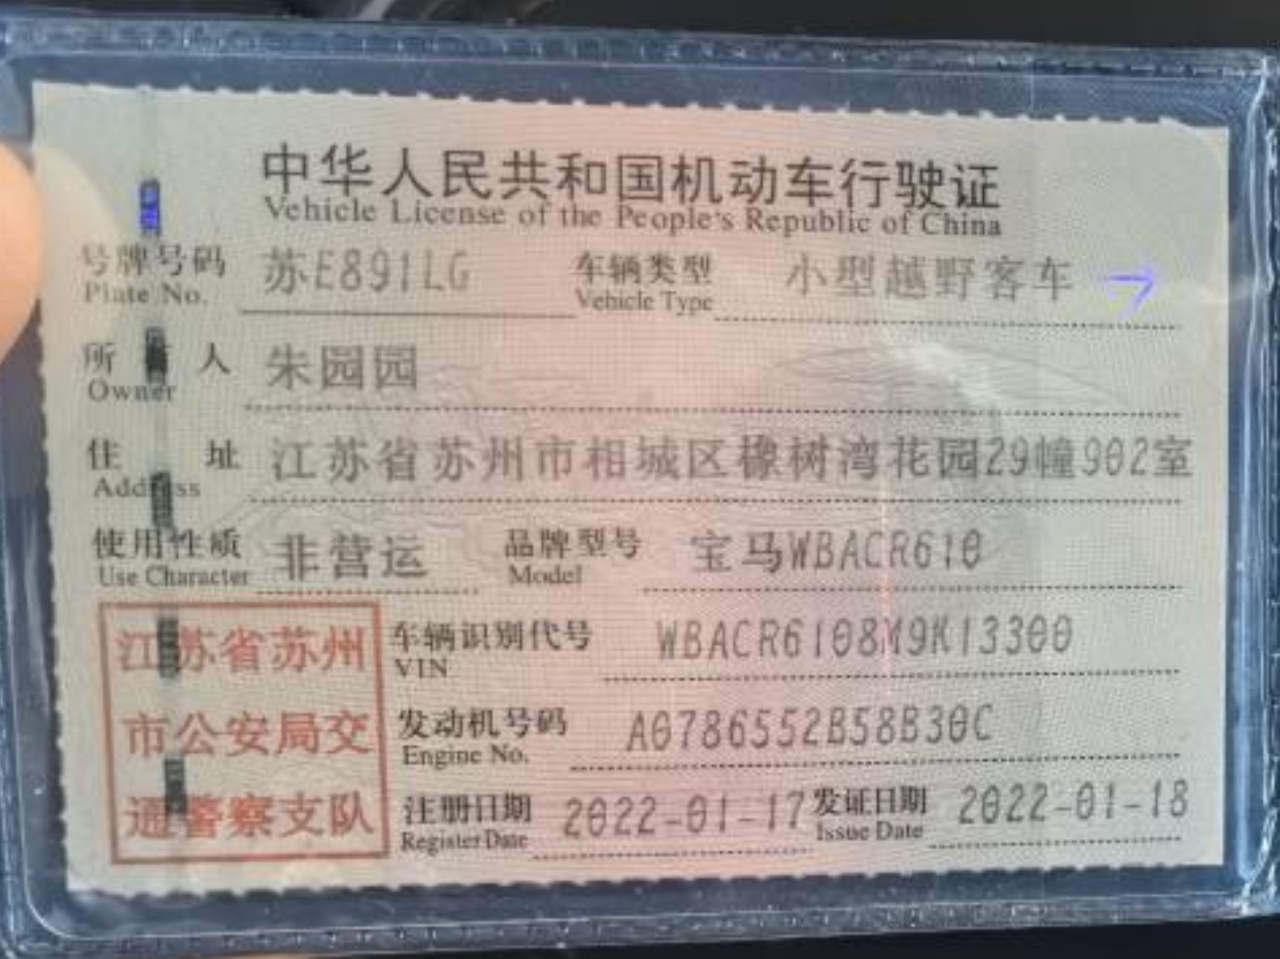 中华人民共和国机动车行驶证
Vehicle License of the People's Republic of China
号牌号码 苏E891LG 车辆类型 小型越野客车
Plate No. Vehicle Type
所有人 朱园园
Owner
住址 江苏省苏州市相城区橡树湾花园29幢902室
Address
使用性质 非营运 品牌型号 宝马WBACR610
Use Character Model
江苏省苏州
市公安局交
通警察支队
车辆识别代号 WBACR6108M9K13300
VIN
发动机号码 A0786552B58B30C
Engine No.
注册日期 2022-01-17 发证日期 2022-01-18
Register Date Issue Date